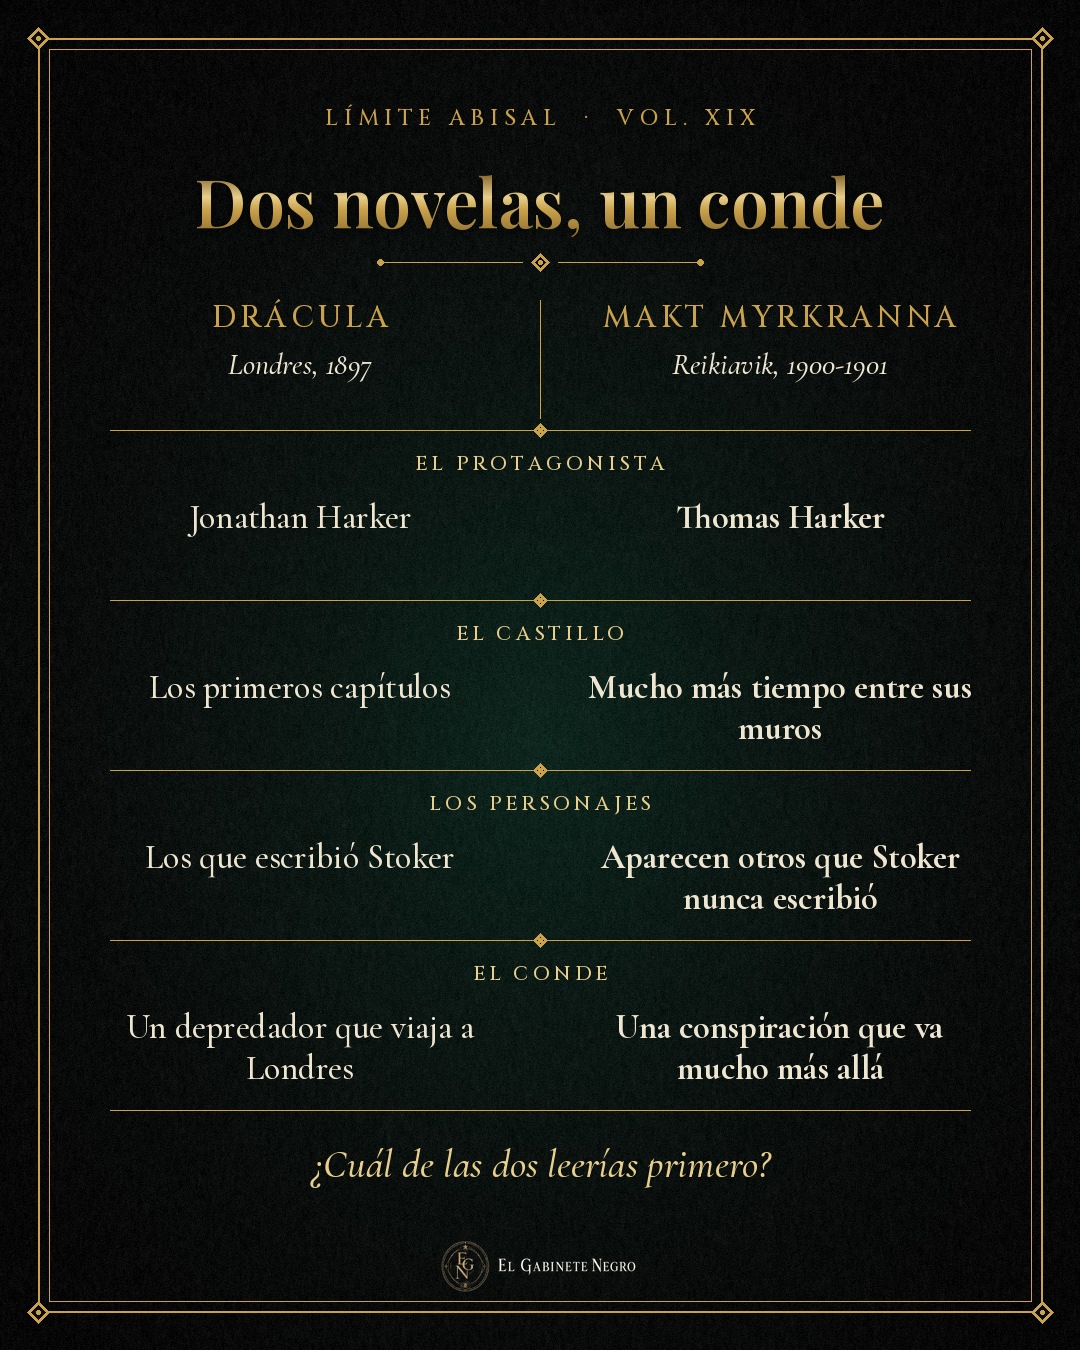 LÍMITE ABISAL · VOL. XIX
Dos novelas, un conde
DRÁCULA
Londres, 1897
MAKT MYRKRANNA
Reikiavik, 1900-1901
EL PROTAGONISTA
Jonathan Harker
Thomas Harker
EL CASTILLO
Los primeros capítulos
Mucho más tiempo entre sus
muros
LOS PERSONAJES
Los que escribió Stoker
Aparecen otros que Stoker
nunca escribió
EL CONDE
Un depredador que viaja a
Londres
Una conspiración que va
mucho más allá
¿Cuál de las dos leerías primero?
EGN
El Gabinete Negro